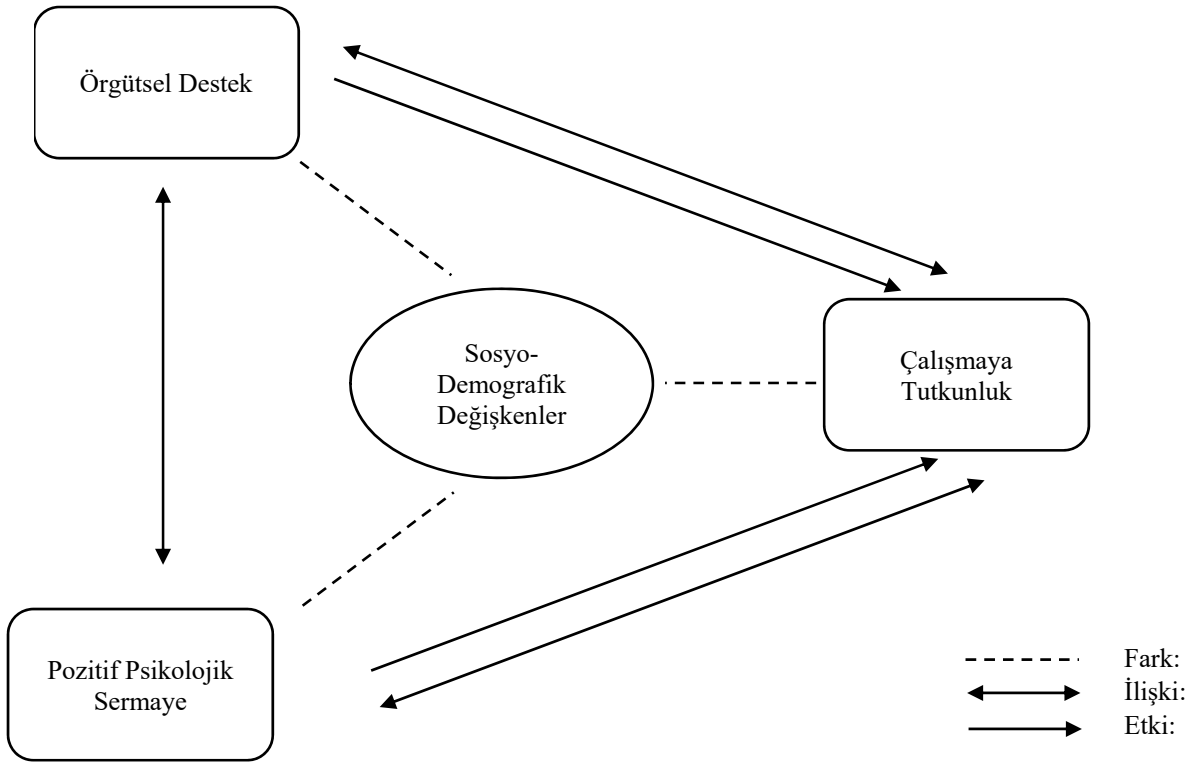 Örgütsel Destek
Sosyo-
Demografik
Değişkenler
Çalışmaya
Tutkunluk
Pozitif Psikolojik
Sermaye
Fark:
İlişki:
Etki: